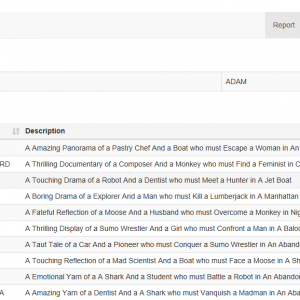 Report
ADAM
Description
A Amazing Panorama of a Pastry Chef And a Boat who must Escape a Woman in An
RD A Thrilling Documentary of a Composer And a Monkey who must Find a Feminist in C
A Touching Drama of a Robot And a Dentist who must Meet a Hunter in A Jet Boat
A Boring Drama of a Explorer And a Man who must Kill a Lumberjack in A Manhattan
A Fateful Reflection of a Moose And a Husband who must Overcome a Monkey in Nig
A Thrilling Display of a Sumo Wrestler And a Girl who must Confront a Man in A Baloo
A Taut Tale of a Car And a Pioneer who must Conquer a Sumo Wrestler in An Abando
A Touching Reflection of a Mad Scientist And a Boat who must Face a Moose in A Sh
A Emotional Yarn of a A Shark And a Student who must Battle a Robot in An Abandon
A A Amazing Yarn of a Dentist And a A Shark who must Vanquish a Madman in An Aban